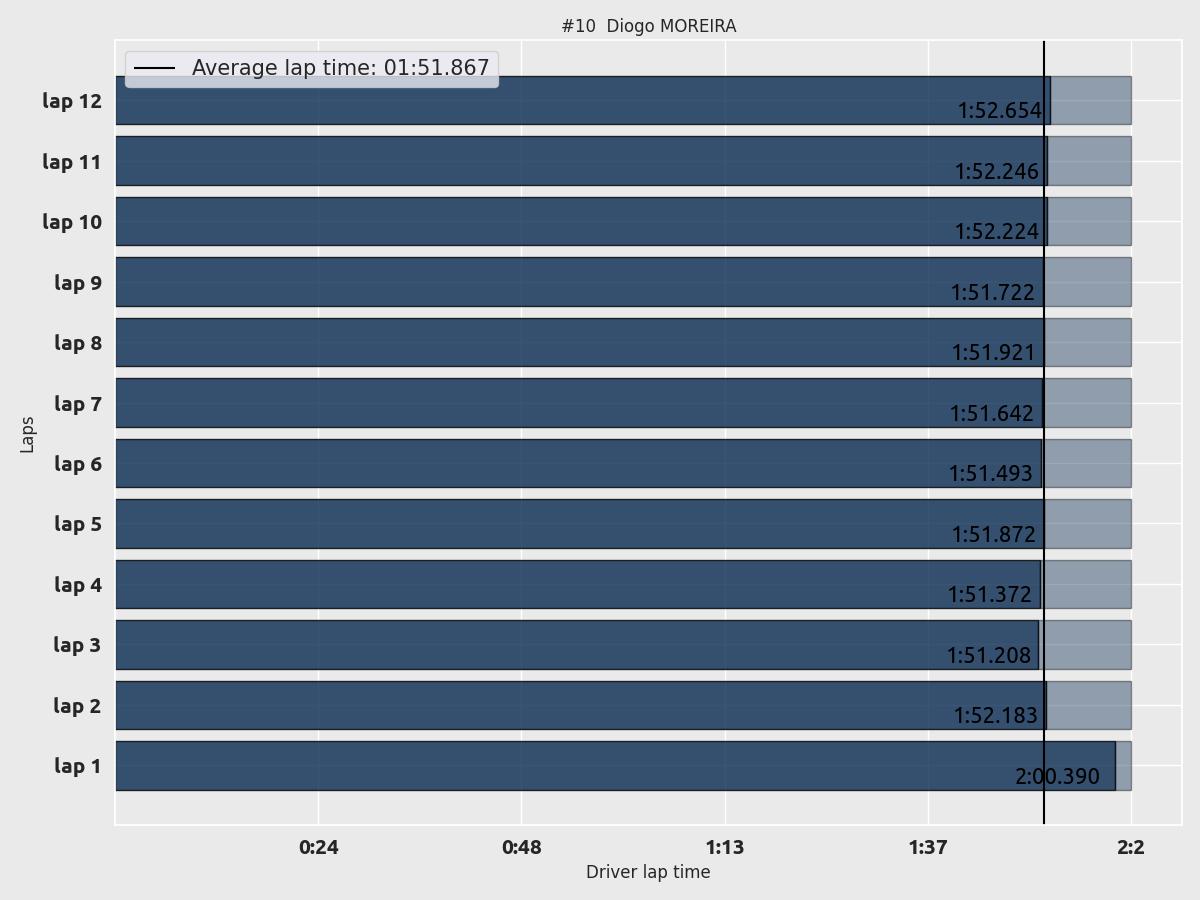 #10  Diogo MOREIRA
Average lap time: 01:51.867
lap 12
1:52.654
lap 11
1:52.246
lap 10
1:52.224
lap 9
1:51.722
lap 8
1:51.921
lap 7
1:51.642
lap 6
1:51.493
lap 5
1:51.872
lap 4
1:51.372
lap 3
1:51.208
lap 2
1:52.183
lap 1
2:00.390
Laps
0:24 0:48 1:13 1:37 2:2
Driver lap time